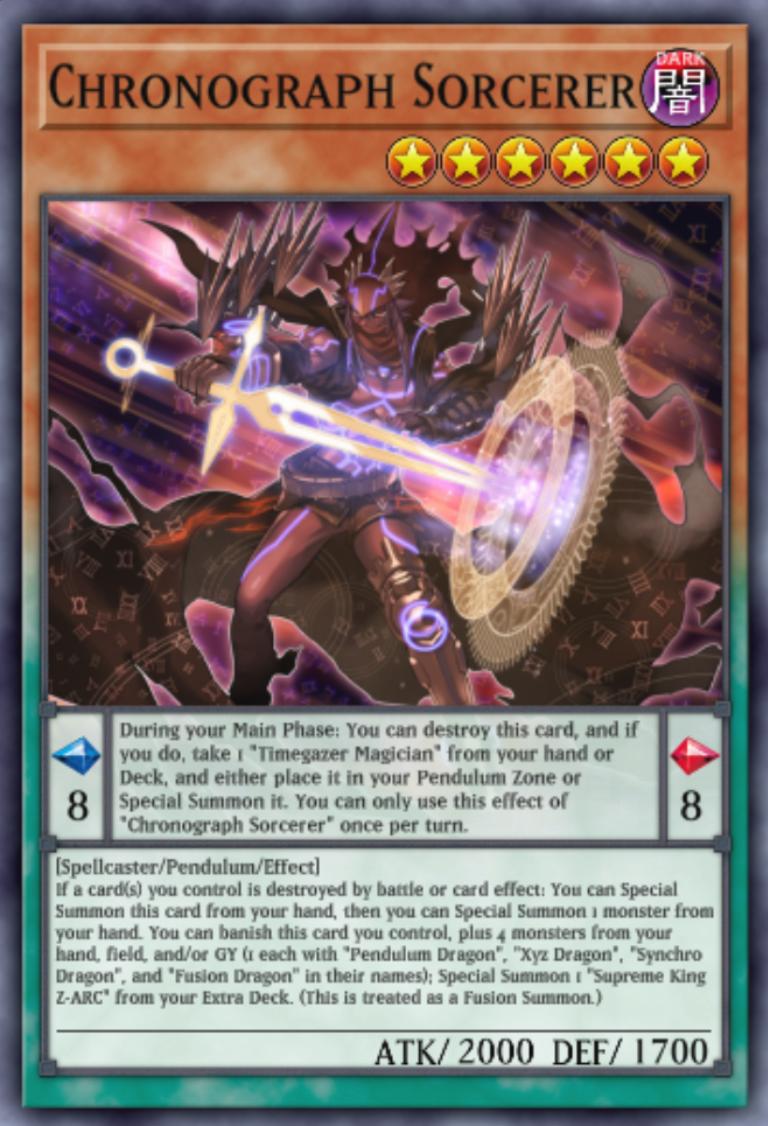 CHRONOGRAPH SORCERER
DARK
闇
During your Main Phase: You can destroy this card, and if
you do, take 1 "Timegazer Magician" from your hand or
Deck, and either place it in your Pendulum Zone or
Special Summon it. You can only use this effect of
"Chronograph Sorcerer" once per turn.
8
8
[Spellcaster/Pendulum/Effect]
If a card(s) you control is destroyed by battle or card effect: You can Special
Summon this card from your hand, then you can Special Summon 1 monster from
your hand. You can banish this card you control, plus 4 monsters from your
hand, field, and/or GY (1 each with "Pendulum Dragon", "Xyz Dragon", "Synchro
Dragon", and "Fusion Dragon" in their names); Special Summon 1 "Supreme King
Z-ARC" from your Extra Deck. (This is treated as a Fusion Summon.)
ATK/ 2000 DEF/ 1700